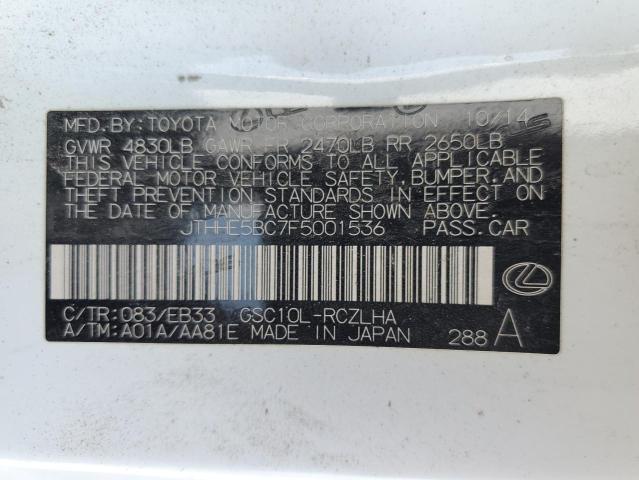 MFD. BY: TOYOTA MOTOR CORPORATION 10/14
GVWR 4830LB GAWR FR 2470LB RR 2650LB
THIS VEHICLE CONFORMS TO ALL APPLICABLE
FEDERAL MOTOR VEHICLE SAFETY, BUMPER, AND
THEFT PREVENTION STANDARDS IN EFFECT ON
THE DATE OF MANUFACTURE SHOWN ABOVE.
JTHHE5BC7F5001536 PASS.CAR
C/TR: 083/EB33 GSC10L-RCZLHA
A/TM: A01A/AA81E MADE IN JAPAN 288 A